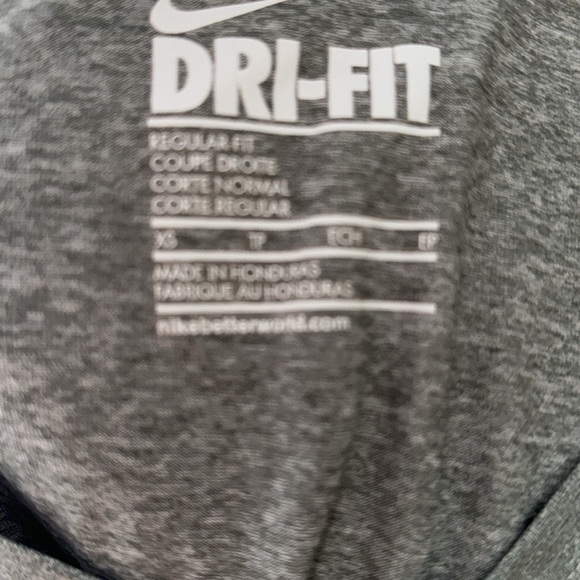 DRI-FIT
REGULAR FIT
COUPE DROITE
CORTE NORMAL
CORTE REGULAR
XS TP ECH EP
MADE IN HONDURAS
FABRIQUE AU HONDURAS
nikebetterworld.com